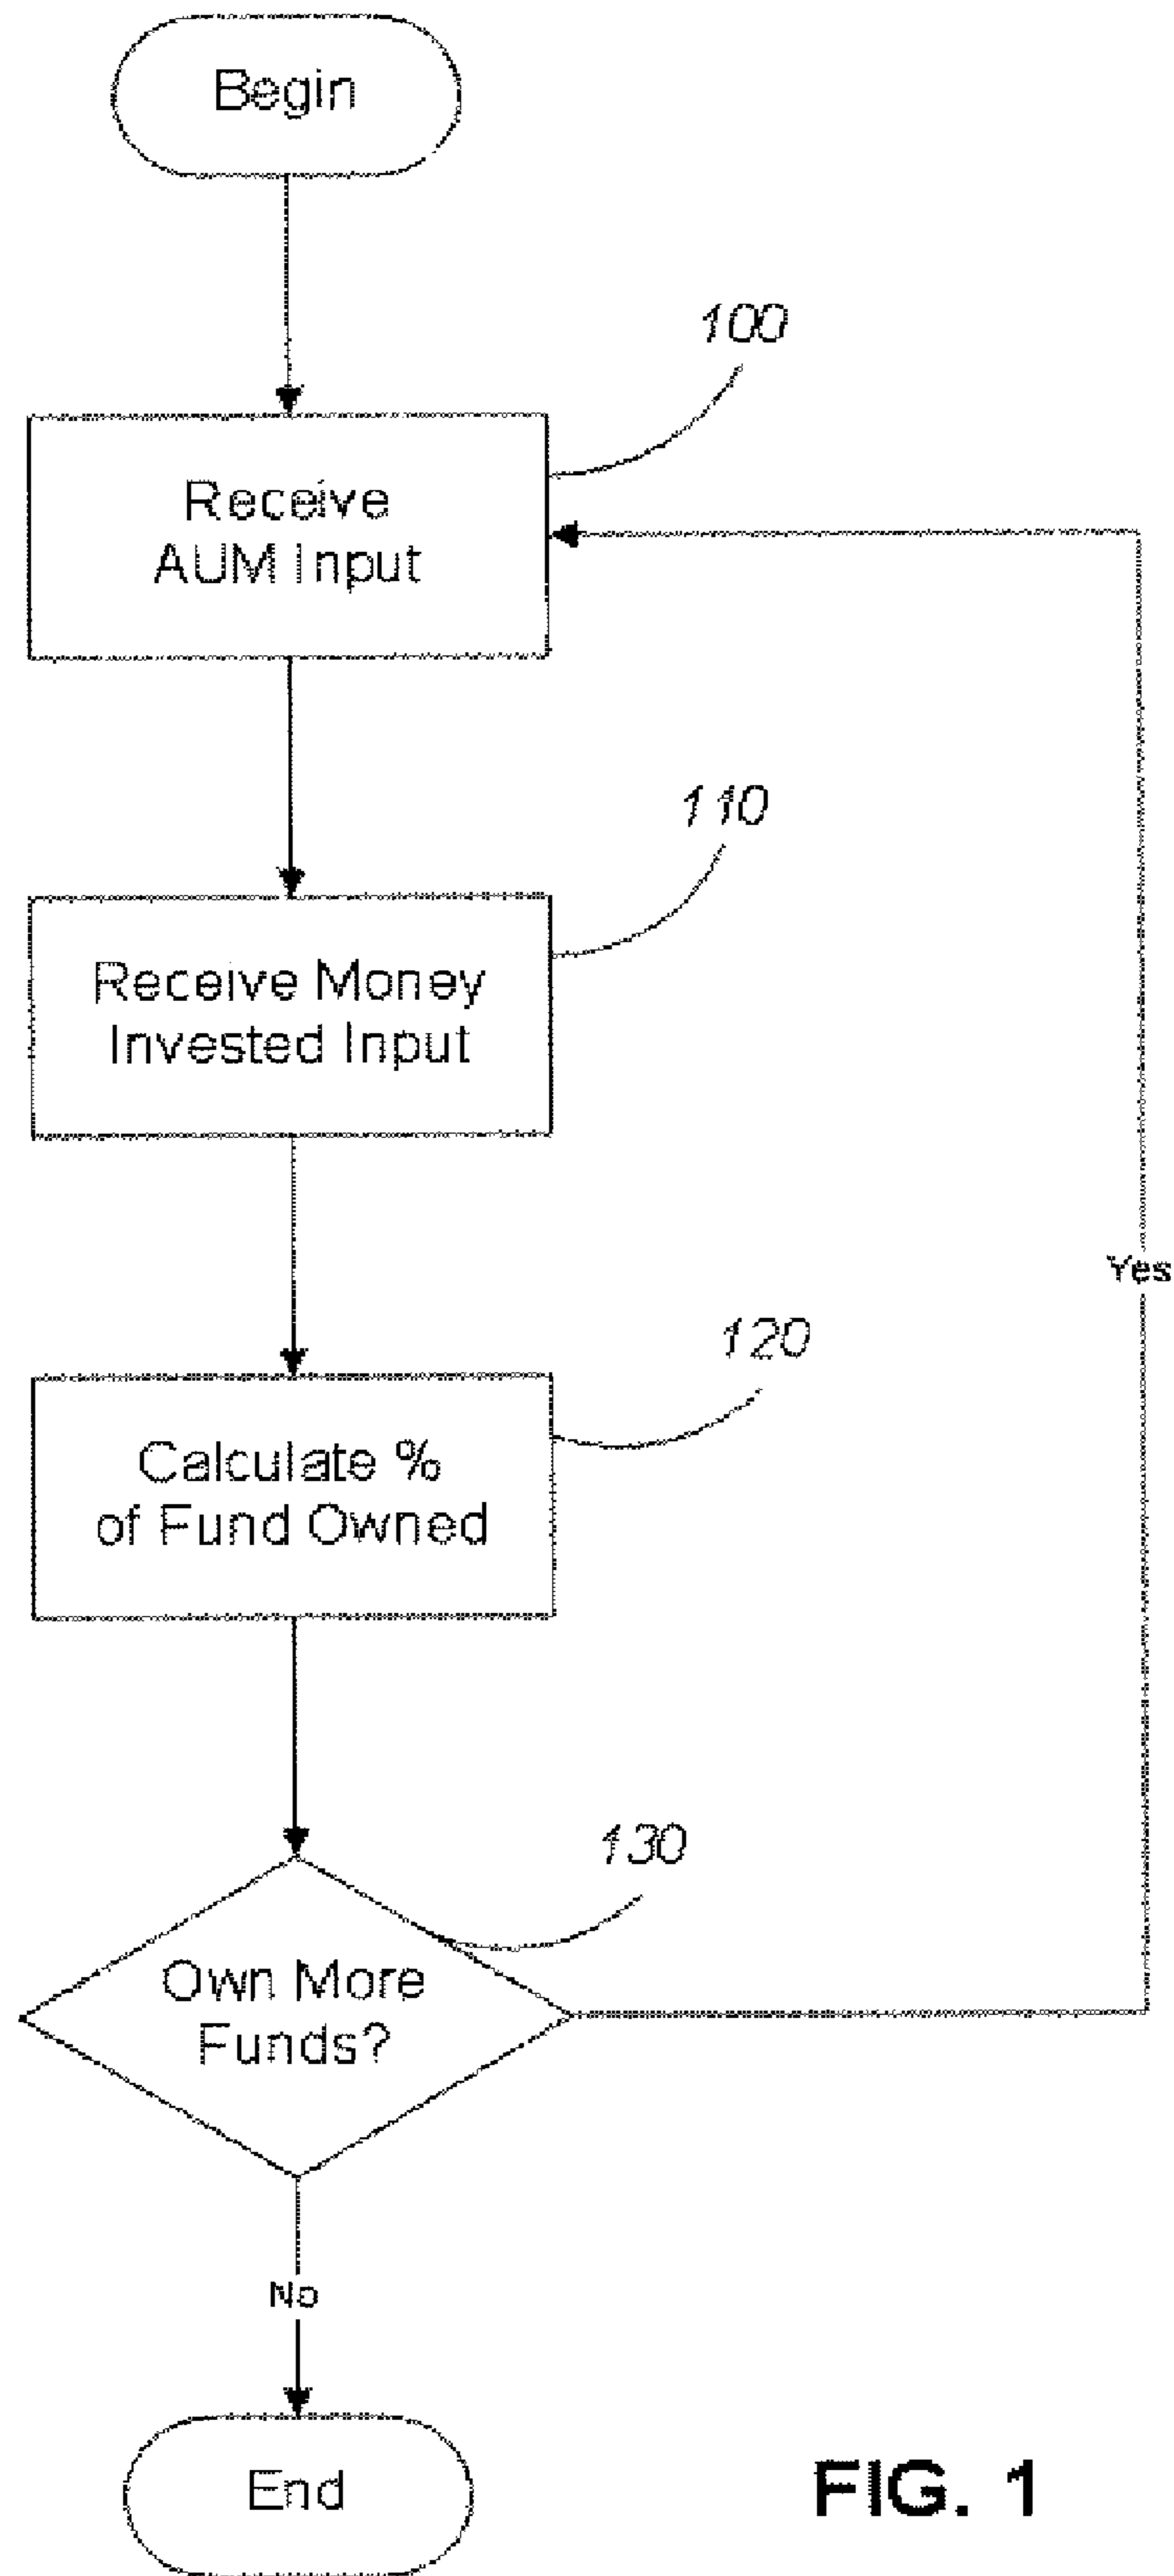 Begin
100
Receive
AUM Input
110
Receive Money
Invested Input
Yes
120
Calculate %
of Fund Owned
130
Own More
Funds?
No
End
FIG. 1